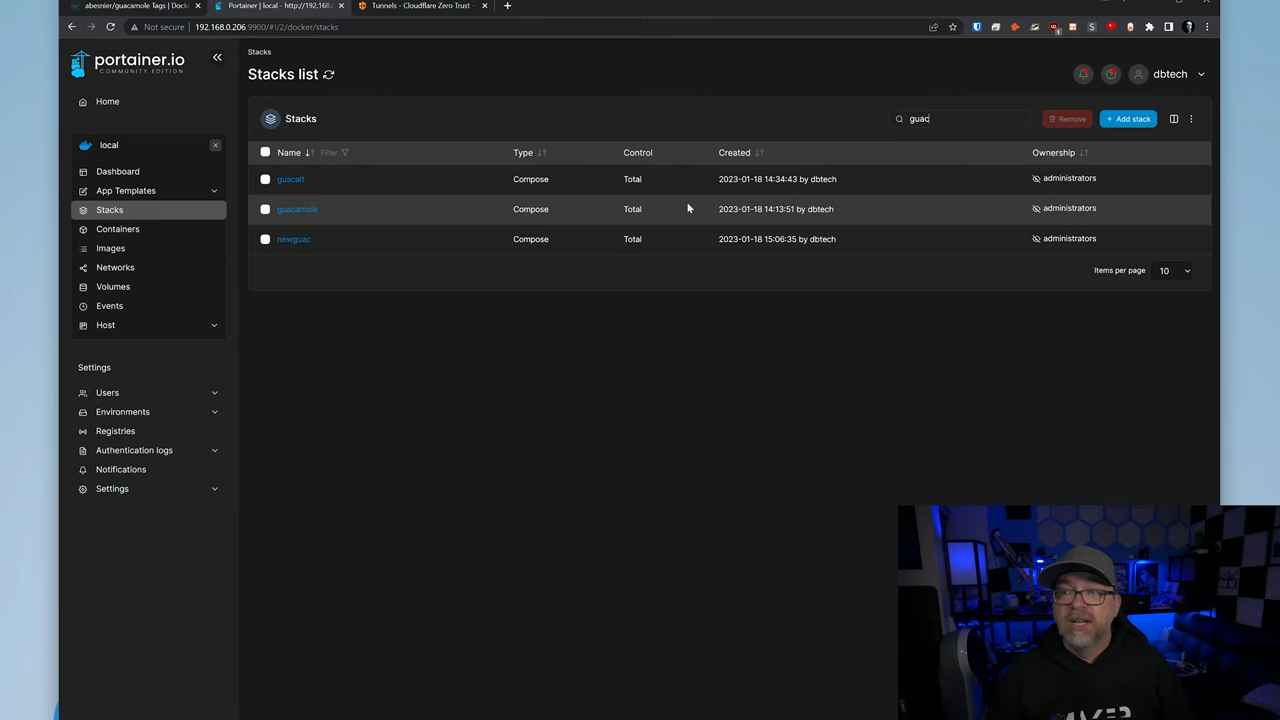 abesnier/guacamole Tags | Dock
Portainer | local - http://192.168.
Tunnels - Cloudflare Zero Trust -
Not secure 192.168.0.206:9900/#!/2/docker/stacks
portainer.io
COMMUNITY EDITION
Home
local
Dashboard
App Templates
Stacks
Containers
Images
Networks
Volumes
Events
Host
Settings
Users
Environments
Registries
Authentication logs
Notifications
Settings
Stacks
Stacks list
dbtech
Stacks
guac
Remove
+ Add stack
Name Filter Type Control Created Ownership
guacalt Compose Total 2023-01-18 14:34:43 by dbtech administrators
guacamole Compose Total 2023-01-18 14:13:51 by dbtech administrators
newguac Compose Total 2023-01-18 15:06:35 by dbtech administrators
Items per page 10